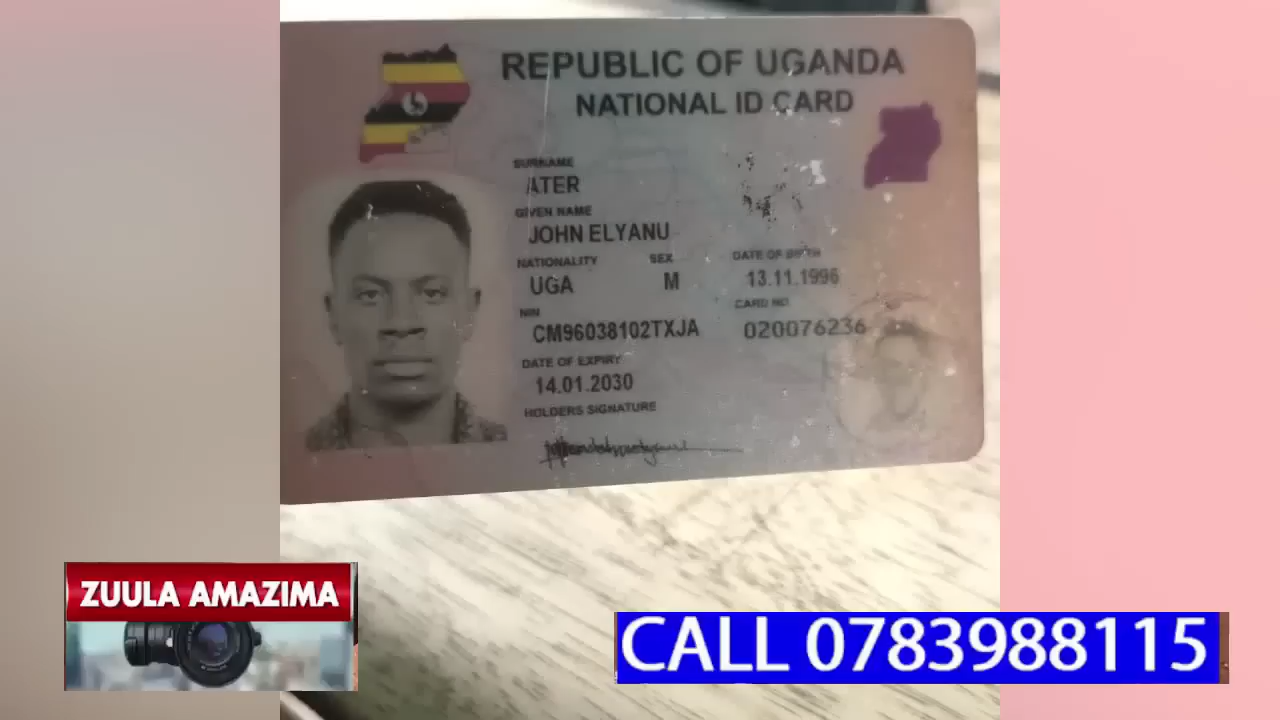 REPUBLIC OF UGANDA
NATIONAL ID CARD
SURNAME
ATER
GIVEN NAME
JOHN ELYANU
NATIONALITY SEX DATE OF BIRTH
UGA M 13.11.1996
NIN CARD NO.
CM96038102TXJA 020076236
DATE OF EXPIRY
14.01.2030
HOLDERS SIGNATURE
ZUULA AMAZIMA
CALL 0783988115